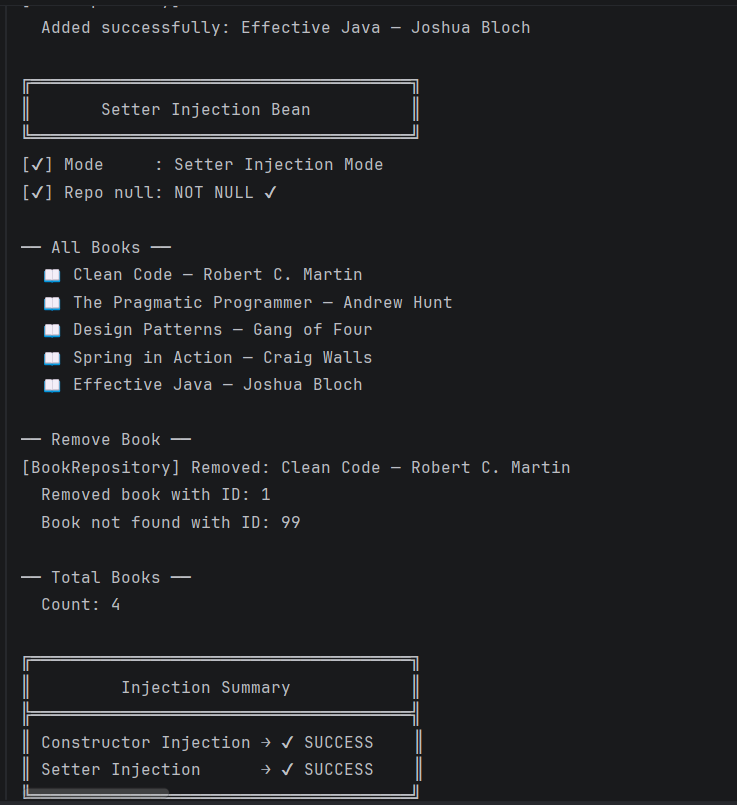 Added successfully: Effective Java — Joshua Bloch
Setter Injection Bean
[✓] Mode     : Setter Injection Mode
[✓] Repo null: NOT NULL ✓
── All Books ──
📖 Clean Code — Robert C. Martin
📖 The Pragmatic Programmer — Andrew Hunt
📖 Design Patterns — Gang of Four
📖 Spring in Action — Craig Walls
📖 Effective Java — Joshua Bloch
── Remove Book ──
[BookRepository] Removed: Clean Code — Robert C. Martin
Removed book with ID: 1
Book not found with ID: 99
── Total Books ──
Count: 4
Injection Summary
Constructor Injection → ✓ SUCCESS
Setter Injection      → ✓ SUCCESS